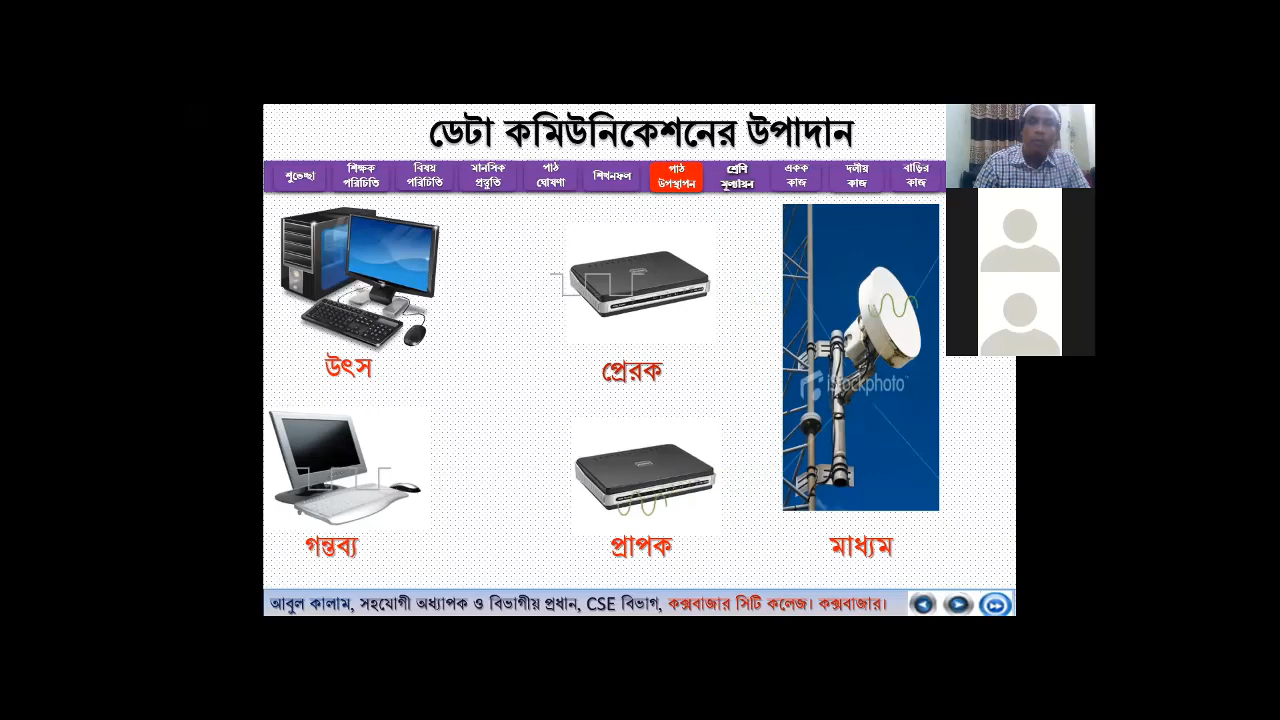 ডেটা কমিউনিকেশনের উপাদান
শুভেচ্ছা
শিক্ষক
পরিচিতি
বিষয়
পরিচিতি
মানসিক
প্রস্তুতি
পাঠ
ঘোষণা
শিখনফল
পাঠ
উপস্থাপন
শ্রেণি
মূল্যায়ন
একক
কাজ
দলীয়
কাজ
বাড়ির
কাজ
উৎস
প্রেরক
iStockphoto
গন্তব্য
প্রাপক
মাধ্যম
আবুল কালাম, সহযোগী অধ্যাপক ও বিভাগীয় প্রধান, CSE বিভাগ, কক্সবাজার সিটি কলেজ। কক্সবাজার।